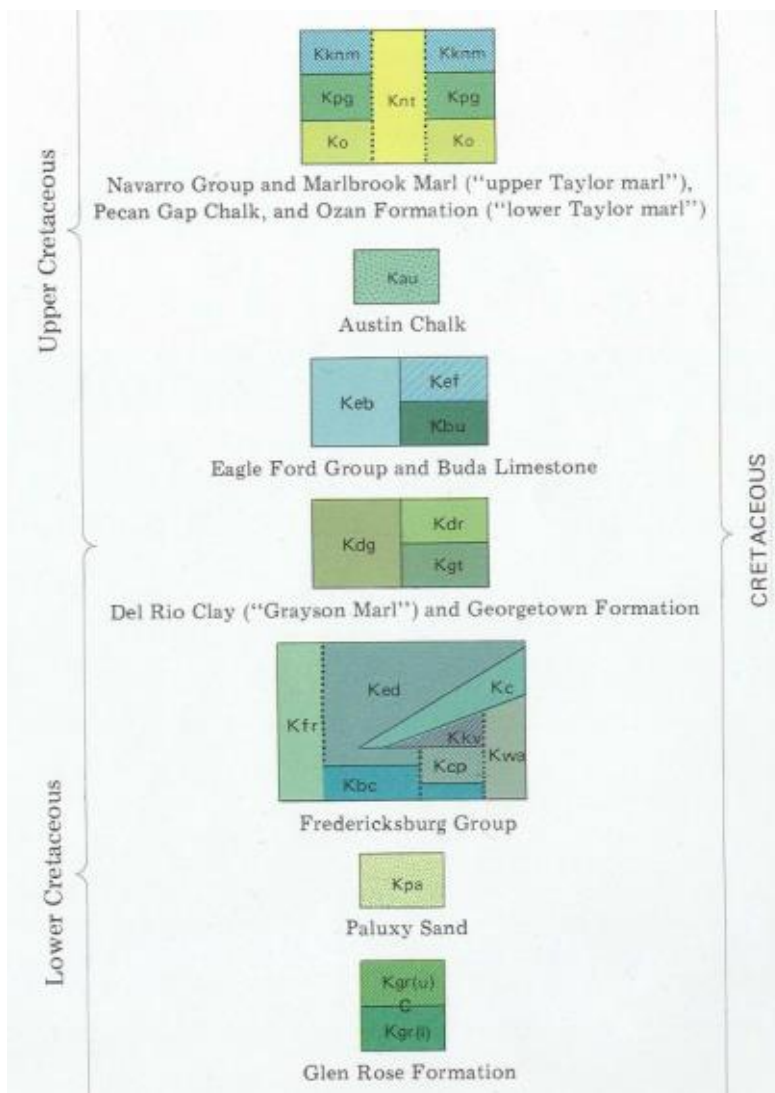 Kknm Knt Kknm
Kpg Kpg
Ko Ko
Navarro Group and Marlbrook Marl (“upper Taylor marl”),
Pecan Gap Chalk, and Ozan Formation (“lower Taylor marl”)
Upper Cretaceous
Kau
Austin Chalk
Keb Kef
Kbu
Eagle Ford Group and Buda Limestone
CRETACEOUS
Kdg Kdr
Kgt
Del Rio Clay (“Grayson Marl”) and Georgetown Formation
Kfr Ked Kc
Kkv
Kbc Kcp Kwa
Fredericksburg Group
Lower Cretaceous
Kpa
Paluxy Sand
Kgr(u)
C
Kgr(l)
Glen Rose Formation